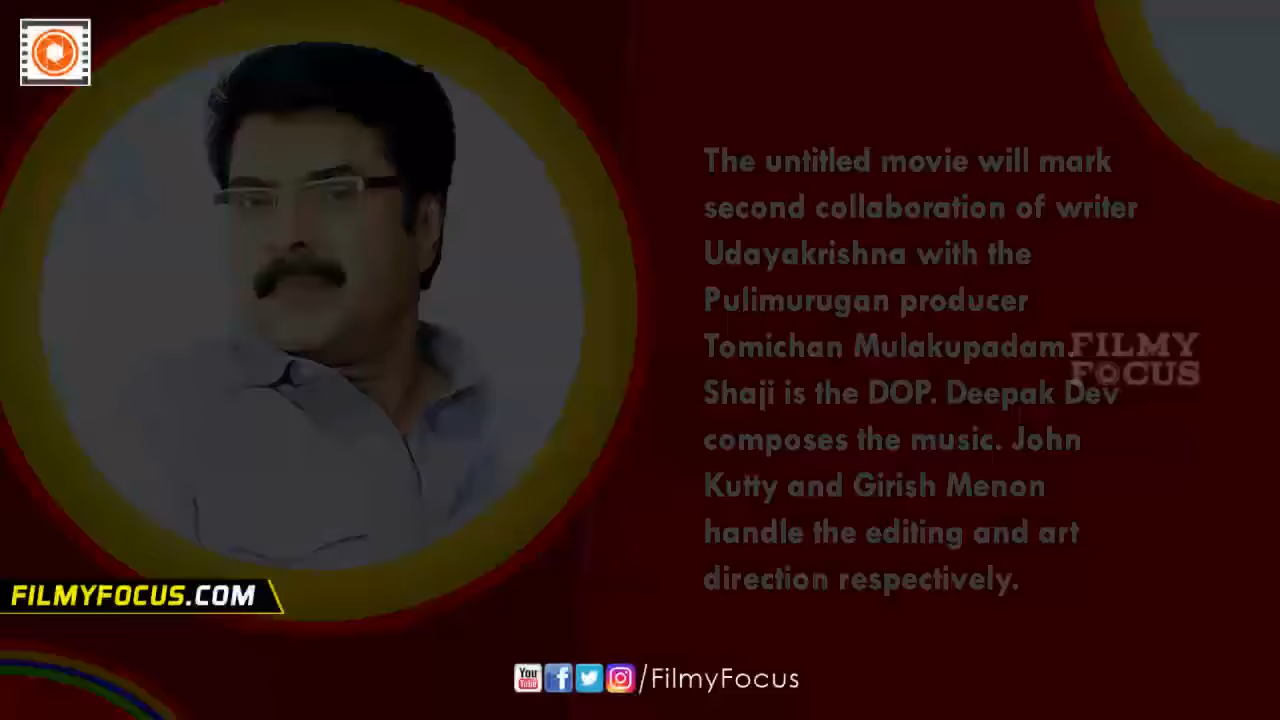 The untitled movie will mark
second collaboration of writer
Udayakrishna with the
Pulimurugan producer
Tomichan Mulakupadam.
FILMY
FOCUS
Shaji is the DOP. Deepak Dev
composes the music. John
Kutty and Girish Menon
handle the editing and art
direction respectively.
FILMYFOCUS.COM
You
Tube
/FilmyFocus